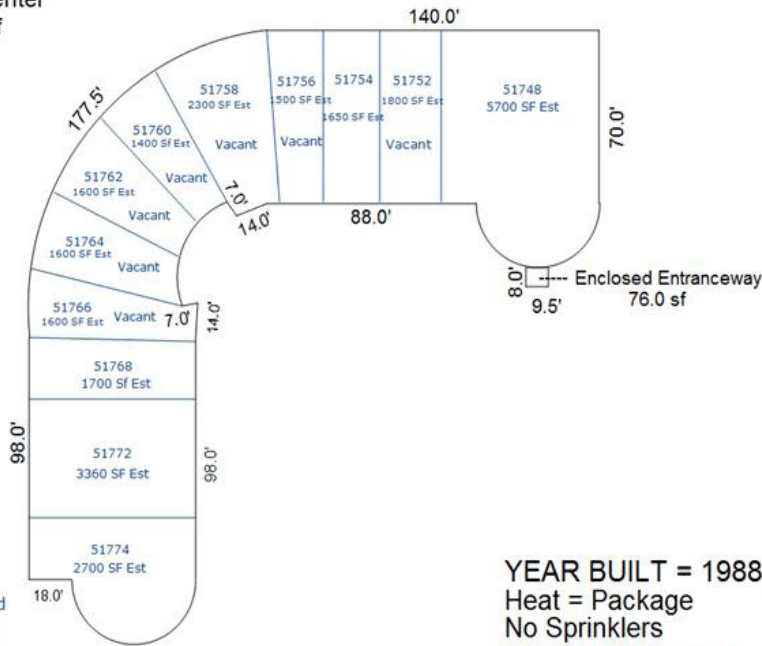 140.0'
177.5'
51758
2300 SF Est
Vacant
51756
1500 SF Est
Vacant
51754
1650 SF Est
51752
1800 SF Est
Vacant
51748
5700 SF Est
70.0'
51760
1400 Sf Est
Vacant
51762
1600 SF Est
Vacant
7.0'
14.0'
88.0'
51764
1600 SF Est
Vacant
8.0'
Enclosed Entranceway
76.0 sf
9.5'
51766
1600 SF Est
Vacant
7.0'
14.0'
51768
1700 Sf Est
98.0'
51772
3360 SF Est
98.0'
51774
2700 SF Est
18.0'
YEAR BUILT = 1988
Heat = Package
No Sprinklers